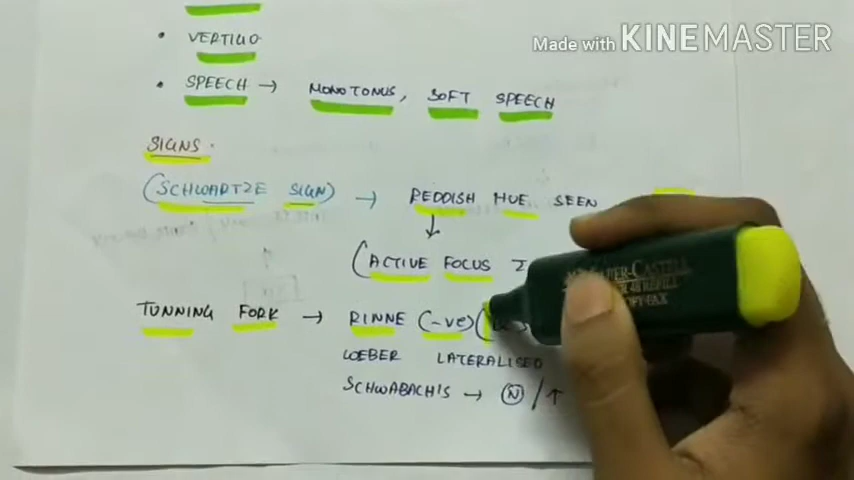 Made with KINEMASTER
• VERTIGO
• SPEECH → MONOTONUS, SOFT SPEECH
SIGNS.
(SCHWARTZE SIGN) → REDDISH HUE SEEN
↓
(ACTIVE FOCUS
TUNNING FORK → RINNE (-ve) (
WEBER LATERALISED
SCHWABACH'S → (N) / ↑